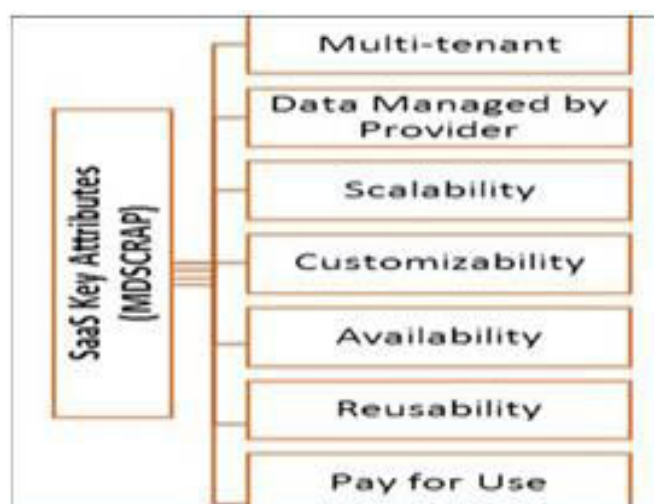 SaaS Key Attributes
(MDSCRAP)
Multi-tenant
Data Managed by
Provider
Scalability
Customizability
Availability
Reusability
Pay for Use